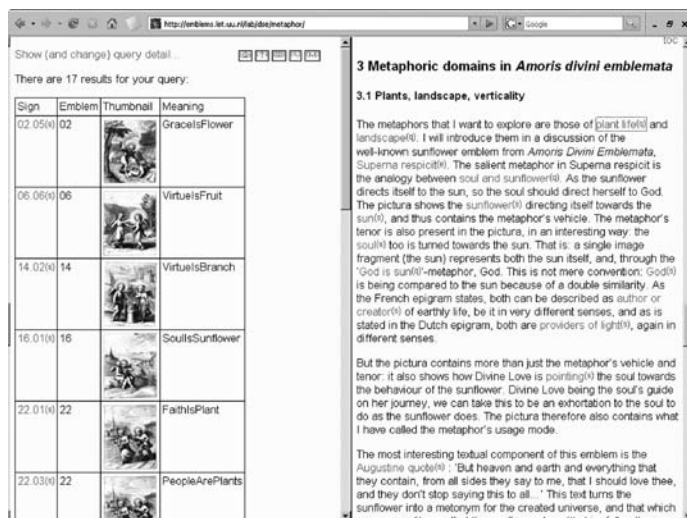 http://emblems.let.uu.nl/lab/dse/metaphor/
Google
Show (and change) query detail...
There are 17 results for your query:
Sign Emblem Thumbnail Meaning
02.05(s) 02 GraceIsFlower
06.06(s) 06 VirtueIsFruit
14.02(s) 14 VirtueIsBranch
16.01(s) 16 SoulIsSunflower
22.01(s) 22 FaithIsPlant
22.03(s) 22 PeopleArePlants
toc
3 Metaphoric domains in Amoris divini emblemata
3.1 Plants, landscape, verticality
The metaphors that I want to explore are those of plant life(s) and
landscape(s). I will introduce them in a discussion of the
well-known sunflower emblem from Amoris Divini Emblemata,
Superna respicit(s). The salient metaphor in Superna respicit is
the analogy between soul and sunflower(s). As the sunflower
directs itself to the sun, so the soul should direct herself to God.
The pictura shows the sunflower(s) directing itself towards the
sun(s), and thus contains the metaphor's vehicle. The metaphor's
tenor is also present in the pictura, in an interesting way: the
soul(s) too is turned towards the sun. That is: a single image
fragment (the sun) represents both the sun itself, and, through the
'God is sun(s)'-metaphor, God. This is not mere convention: God(s)
is being compared to the sun because of a double similarity. As
the French epigram states, both can be described as author or
creator(s) of earthly life, be it in very different senses, and as is
stated in the Dutch epigram, both are providers of light(s), again in
different senses.
But the pictura contains more than just the metaphor's vehicle and
tenor: it also shows how Divine Love is pointing(s) the soul towards
the behaviour of the sunflower. Divine Love being the soul's guide
on her journey, we can take this to be an exhortation to the soul to
do as the sunflower does. The pictura therefore also contains what
I have called the metaphor's usage mode.
The most interesting textual component of this emblem is the
Augustine quote(s) : 'But heaven and earth and everything that
they contain, from all sides they say to me, that I should love thee,
and they don't stop saying this to all...' This text turns the
sunflower into a metonym for the created universe, and that which